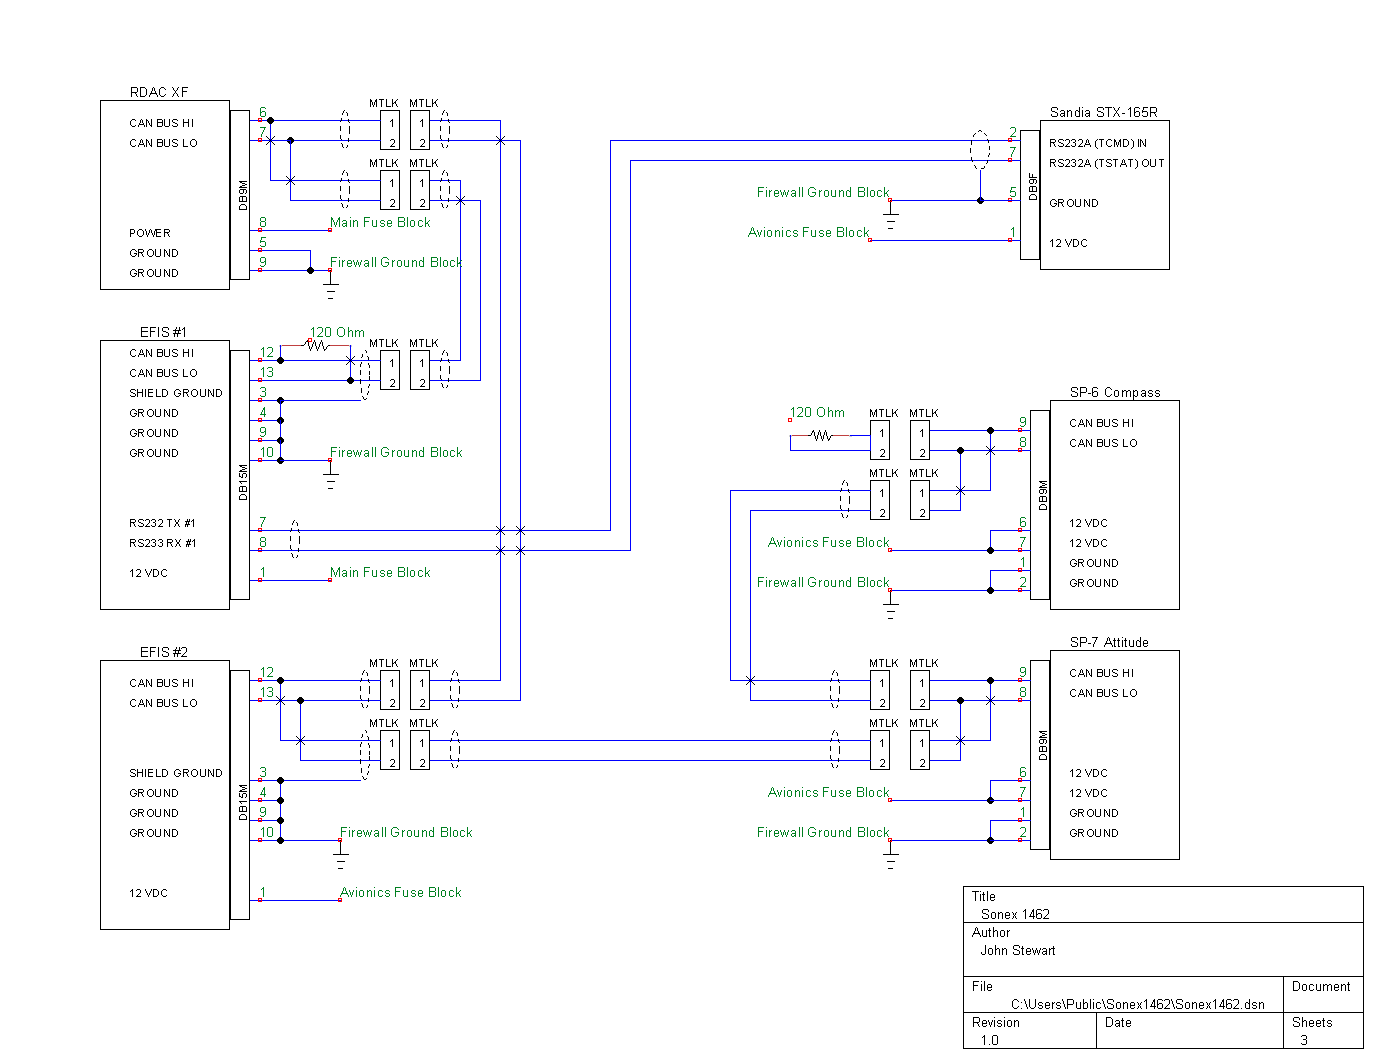 RDAC XF
CAN BUS HI
CAN BUS LO
POWER
GROUND
GROUND
DB9M
6
7
8
5
9
MTLK MTLK
1 1
2 2
MTLK MTLK
1 1
2 2
Main Fuse Block
Firewall Ground Block
Sandia STX-165R
2
7
5
1
DB9F
RS232A (TCMD) IN
RS232A (TSTAT) OUT
GROUND
12 VDC
Firewall Ground Block
Avionics Fuse Block
EFIS #1
CAN BUS HI
CAN BUS LO
SHIELD GROUND
GROUND
GROUND
GROUND
RS232 TX #1
RS233 RX #1
12 VDC
DB15M
12
13
3
4
9
10
7
8
1
120 Ohm
MTLK MTLK
1 1
2 2
Firewall Ground Block
Main Fuse Block
SP-6 Compass
CAN BUS HI
CAN BUS LO
12 VDC
12 VDC
GROUND
GROUND
DB9M
9
8
6
7
1
2
120 Ohm
MTLK MTLK
1 1
2 2
MTLK MTLK
1 1
2 2
Avionics Fuse Block
Firewall Ground Block
EFIS #2
CAN BUS HI
CAN BUS LO
SHIELD GROUND
GROUND
GROUND
GROUND
12 VDC
DB15M
12
13
3
4
9
10
1
MTLK MTLK
1 1
2 2
MTLK MTLK
1 1
2 2
Firewall Ground Block
Avionics Fuse Block
SP-7 Attitude
CAN BUS HI
CAN BUS LO
12 VDC
12 VDC
GROUND
GROUND
DB9M
9
8
6
7
1
2
MTLK MTLK
1 1
2 2
MTLK MTLK
1 1
2 2
Avionics Fuse Block
Firewall Ground Block
Title
Sonex 1462
Author
John Stewart
File
C:\Users\Public\Sonex1462\Sonex1462.dsn
Document
Revision
1.0
Date
Sheets
3